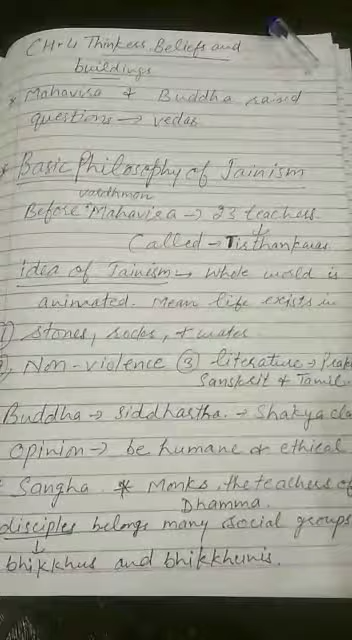 CH-4 Thinkers, Beliefs and
buildings
* Mahavira & Buddha raised
questions → vedas
* Basic Philosophy of Jainism
vardhmon
Before Mahavira → 23 teachers
Called → Tisthankaras
idea of Jainism → Whole world is
animated. Mean life exists in
① stones, rocks, & water.
② Non-violence ③ literature → Prak
Sanskrit & Tamil.
Buddha → Siddhartha. → Shakya cla
Opinion → be humane or ethical
* Sangha. * Monks, the teachers of
Dhamma.
disciples belongs many social groups
↓
bhikkhus and bhikkhunis.